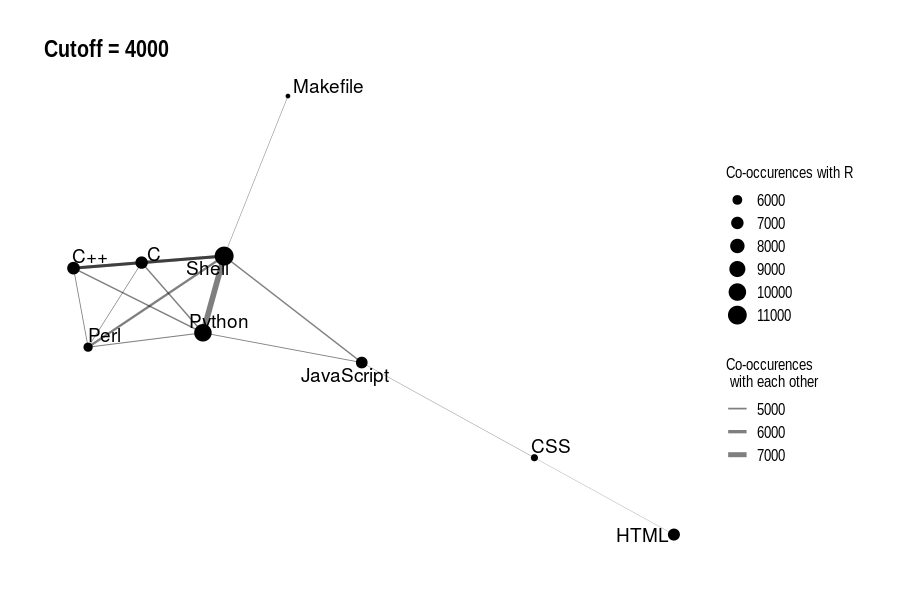 Cutoff = 4000
Makefile
C++
C
Shell
Python
Perl
JavaScript
CSS
HTML
Co-occurences with R
6000
7000
8000
9000
10000
11000
Co-occurences
with each other
5000
6000
7000